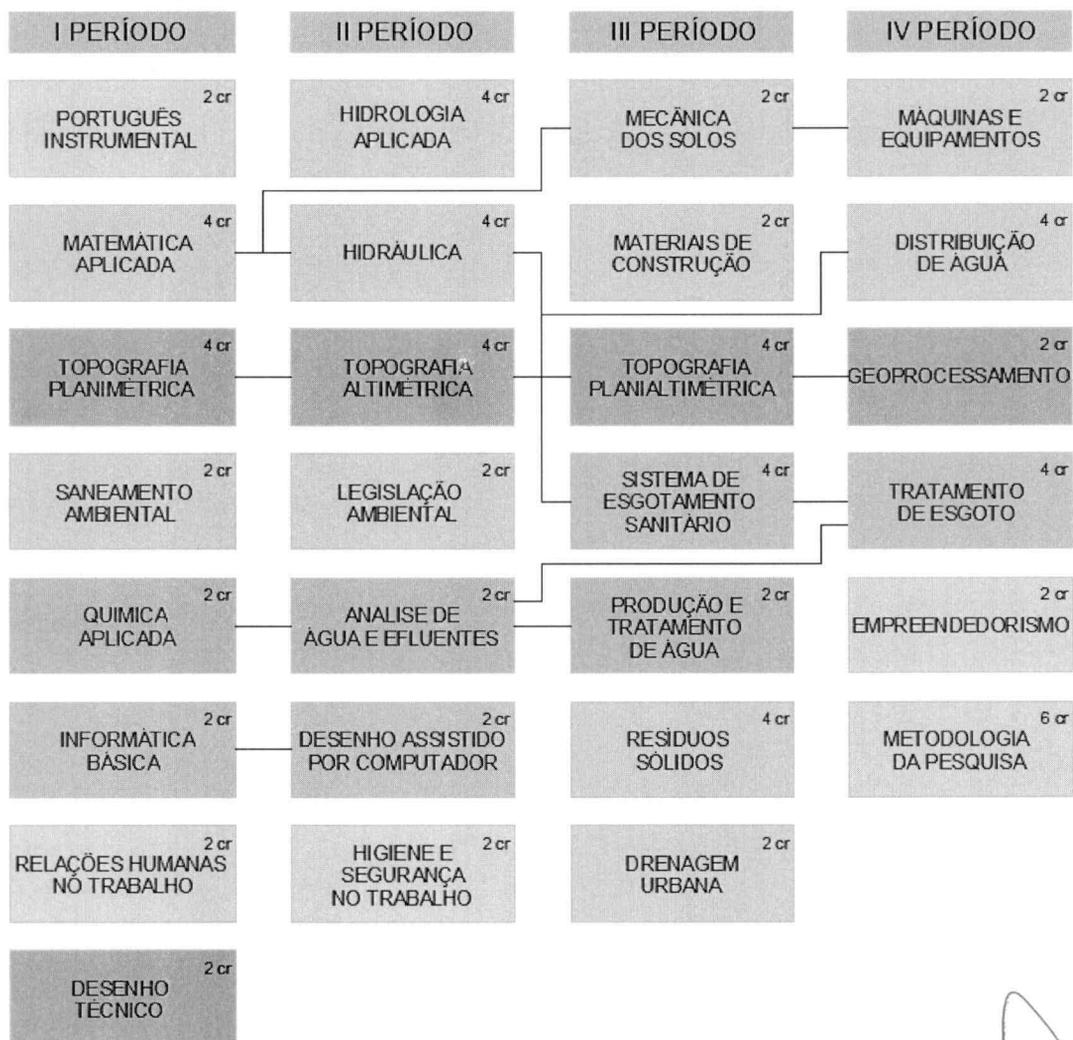 I PERÍODO
II PERÍODO
III PERÍODO
IV PERÍODO
2 cr
PORTUGUÊS
INSTRUMENTAL
4 cr
HIDROLOGIA
APLICADA
2 cr
MECÂNICA
DOS SOLOS
2 cr
MÁQUINAS E
EQUIPAMENTOS
4 cr
MATEMÁTICA
APLICADA
4 cr
HIDRÁULICA
2 cr
MATERIAIS DE
CONSTRUÇÃO
4 cr
DISTRIBUIÇÃO
DE ÁGUA
4 cr
TOPOGRAFIA
PLANIMÉTRICA
4 cr
TOPOGRAFIA
ALTIMÉTRICA
4 cr
TOPOGRAFIA
PLANIALTIMÉTRICA
2 cr
GEOPROCESSAMENTO
2 cr
SANEAMENTO
AMBIENTAL
2 cr
LEGISLAÇÃO
AMBIENTAL
4 cr
SISTEMA DE
ESGOTAMENTO
SANITÁRIO
4 cr
TRATAMENTO
DE ESGOTO
2 cr
QUIMICA
APLICADA
2 cr
ANALISE DE
ÁGUA E EFLUENTES
2 cr
PRODUÇÃO E
TRATAMENTO
DE ÁGUA
2 cr
EMPREENDEDORISMO
2 cr
INFORMÁTICA
BÁSICA
2 cr
DESENHO ASSISTIDO
POR COMPUTADOR
4 cr
RESÍDUOS
SÓLIDOS
6 cr
METODOLOGIA
DA PESQUISA
2 cr
RELAÇÕES HUMANAS
NO TRABALHO
2 cr
HIGIENE E
SEGURANÇA
NO TRABALHO
2 cr
DRENAGEM
URBANA
2 cr
DESENHO
TÉCNICO